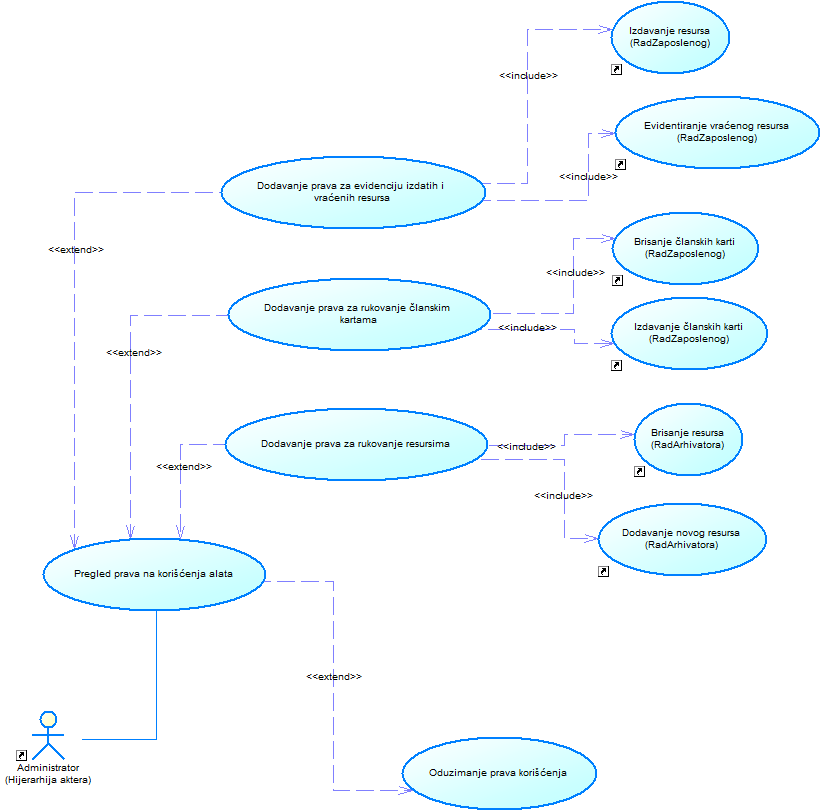 Izdavanje resursa
(RadZaposlenog)
<<include>>
Evidentiranje vraćenog resursa
(RadZaposlenog)
<<include>>
Dodavanje prava za evidenciju izdatih i
vraćenih resursa
<<extend>>
Brisanje članskih karti
(RadZaposlenog)
<<include>>
Dodavanje prava za rukovanje članskim
kartama
<<include>>
Izdavanje članskih karti
(RadZaposlenog)
<<extend>>
Brisanje resursa
(RadArhivatora)
Dodavanje prava za rukovanje resursima
<<include>>
<<extend>>
<<include>>
Dodavanje novog resursa
(RadArhivatora)
Pregled prava na korišćenja alata
<<extend>>
Administrator
(Hijerarhija aktera)
Oduzimanje prava korišćenja